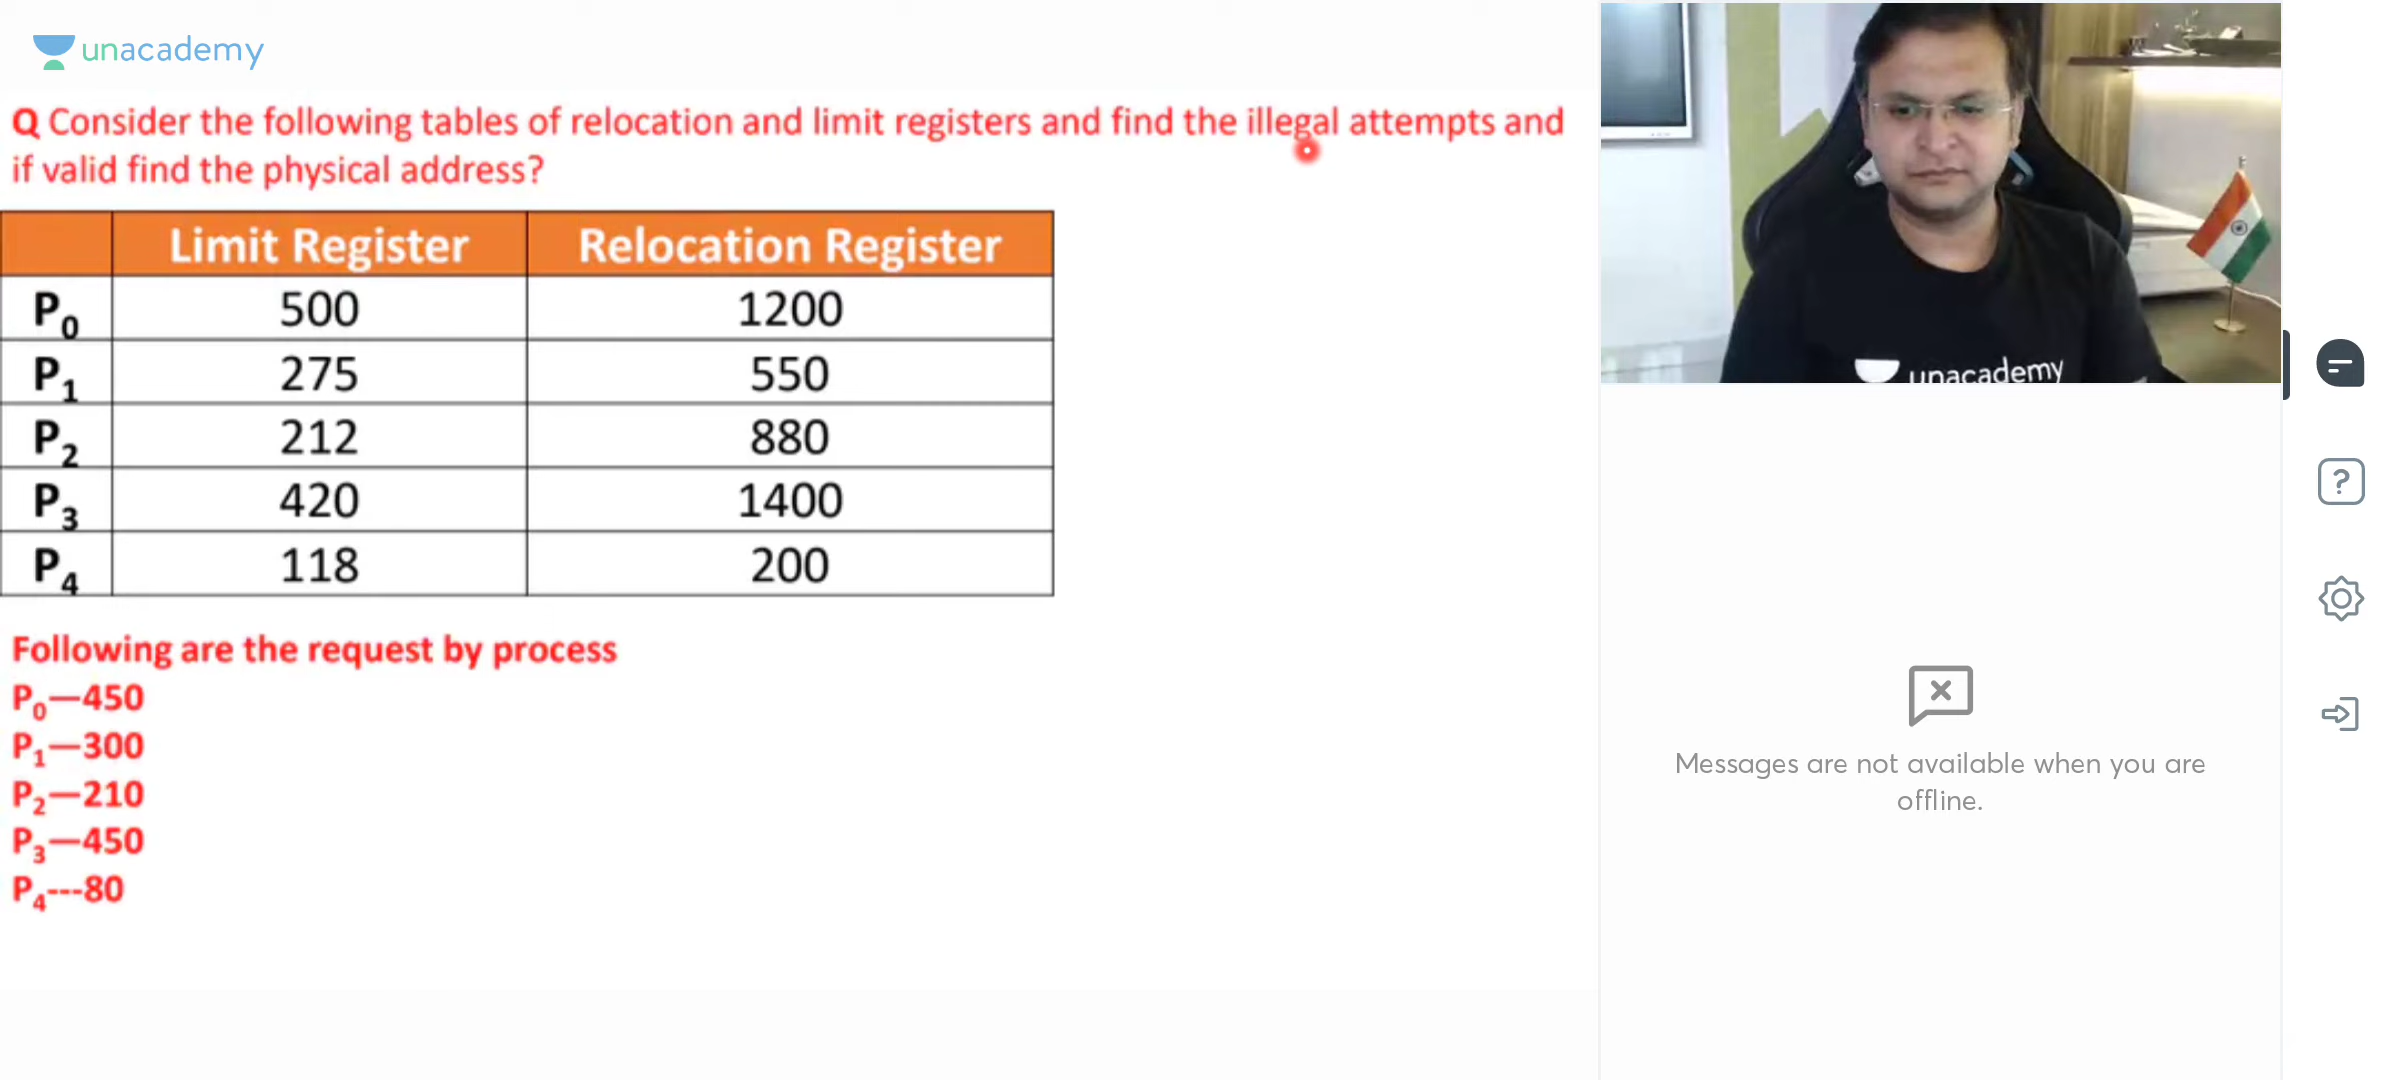 unacademy
Q Consider the following tables of relocation and limit registers and find the illegal attempts and
if valid find the physical address?
Limit Register Relocation Register
P0 500 1200
P1 275 550
P2 212 880
P3 420 1400
P4 118 200
Following are the request by process
P0—450
P1—300
P2—210
P3—450
P4---80
unacademy
?
Messages are not available when you are
offline.